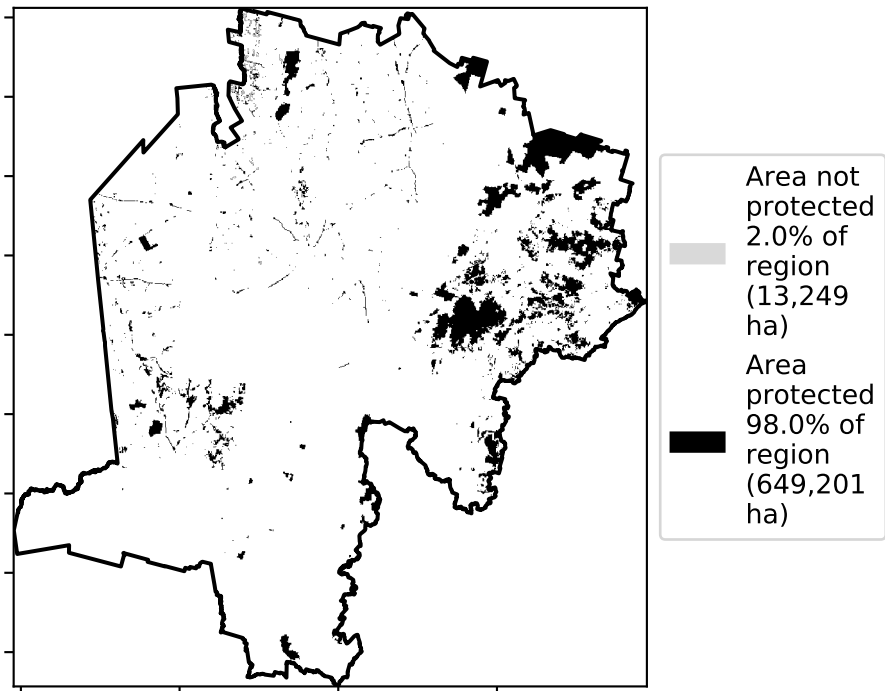 Area not
protected
2.0% of
region
(13,249
ha)
Area
protected
98.0% of
region
(649,201
ha)